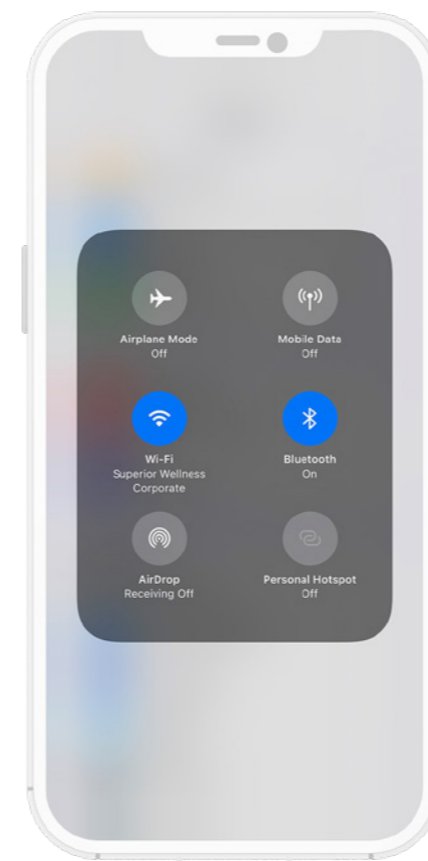 Airplane Mode
Off
Mobile Data
Off
Wi-Fi
Superior Wellness
Corporate
Bluetooth
On
AirDrop
Receiving Off
Personal Hotspot
Off